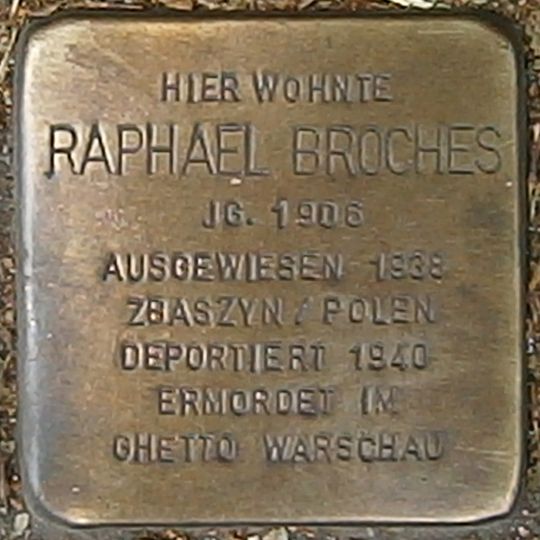 HIER WOHNTE
RAPHAEL BROCHES
JG. 1906
AUSGEWIESEN 1938
ZBASZYN / POLEN
DEPORTIERT 1940
ERMORDET IM
GHETTO WARSCHAU